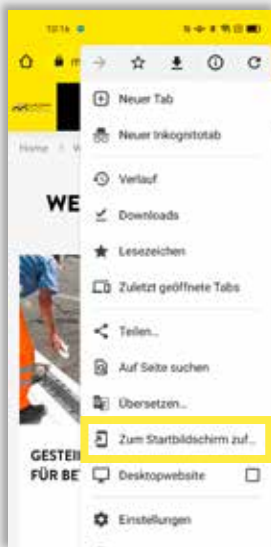 10:16
Neuer Tab
Neuer Inkognitotab
Home
Verlauf
WE
Downloads
Lesezeichen
Zuletzt geöffnete Tabs
Teilen...
Auf Seite suchen
Übersetzen...
Zum Startbildschirm zuf...
GESTEI
FÜR BE
Desktopwebsite
Einstellungen